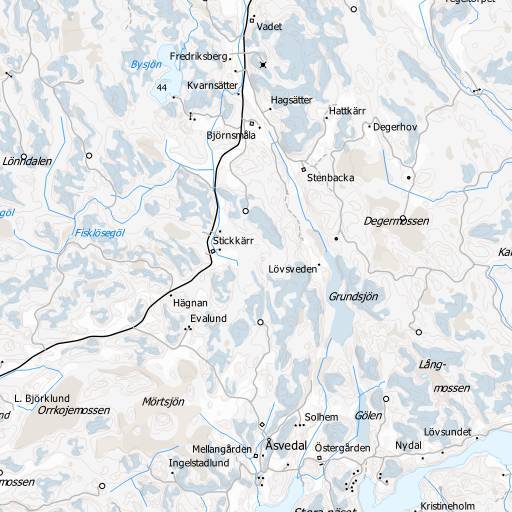 Vadet
Fredriksberg
Bysjön
44
Kvarnsätter
Hagsätter
Hattkärr
Björnsmåla
Degerhov
Lönndalen
Stenbacka
Degermossen
Fisklösegöl
Stickkärr
Lövsveden
Grundsjön
Hägnan
Evalund
Lång-
mossen
L. Björklund
Orrkojemossen
Mörtsjön
Gölen
Solhem
Lövsundet
Mellangården
Åsvedal
Östergården
Nydal
Ingelstadlund
mossen
Kristineholm